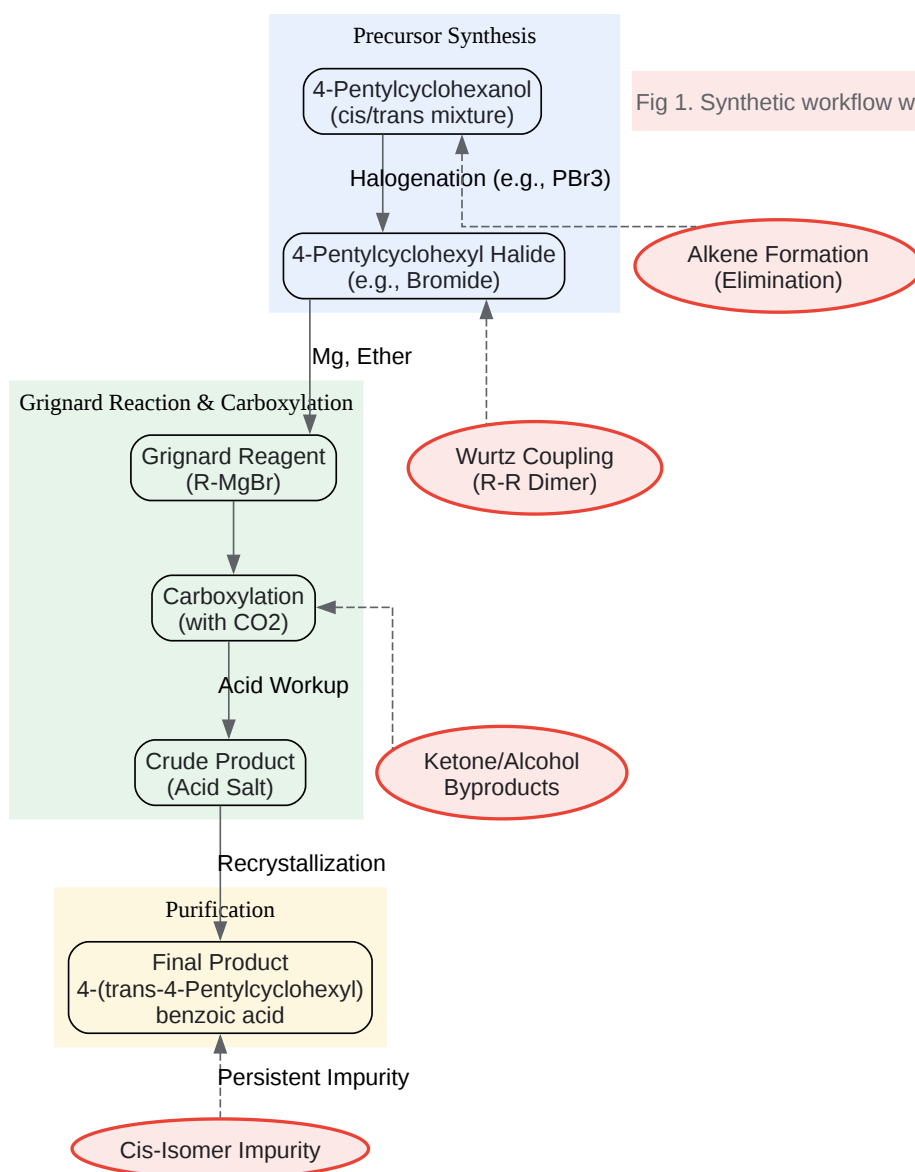 Precursor Synthesis
4-Pentylcyclohexanol
(cis/trans mixture)
Fig 1. Synthetic workflow w
Halogenation (e.g., PBr3)
4-Pentylcyclohexyl Halide
(e.g., Bromide)
Alkene Formation
(Elimination)
Mg, Ether
Grignard Reaction & Carboxylation
Grignard Reagent
(R-MgBr)
Wurtz Coupling
(R-R Dimer)
Carboxylation
(with CO2)
Acid Workup
Crude Product
(Acid Salt)
Ketone/Alcohol
Byproducts
Recrystallization
Purification
Final Product
4-(trans-4-Pentylcyclohexyl)
benzoic acid
Persistent Impurity
Cis-Isomer Impurity